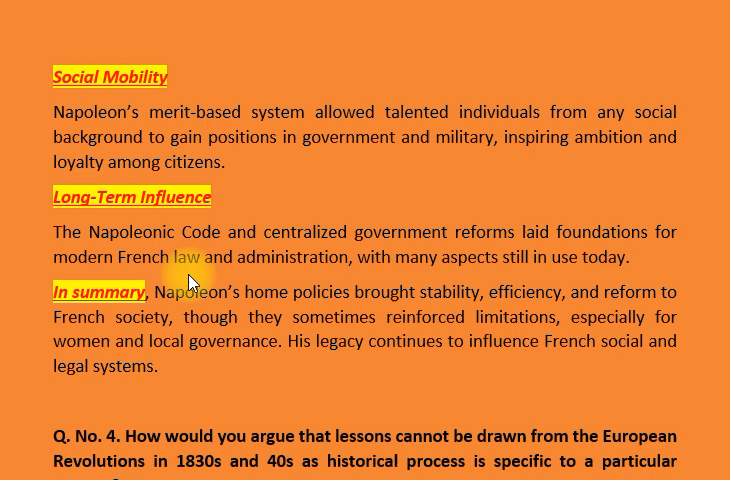 Social Mobility
Napoleon’s merit-based system allowed talented individuals from any social
background to gain positions in government and military, inspiring ambition and
loyalty among citizens.
Long-Term Influence
The Napoleonic Code and centralized government reforms laid foundations for
modern French law and administration, with many aspects still in use today.
In summary, Napoleon’s home policies brought stability, efficiency, and reform to
French society, though they sometimes reinforced limitations, especially for
women and local governance. His legacy continues to influence French social and
legal systems.
Q. No. 4. How would you argue that lessons cannot be drawn from the European
Revolutions in 1830s and 40s as historical process is specific to a particular